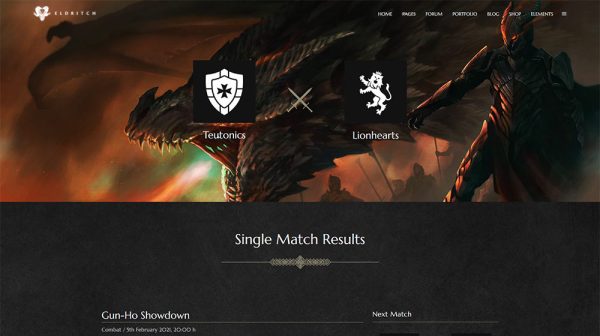 ELDRITCH
HOME PAGES FORUM PORTFOLIO BLOG SHOP ELEMENTS
Teutonics Lionhearts
Single Match Results
Gun-Ho Showdown Next Match
Combat / 5th February 2021, 20:00 h